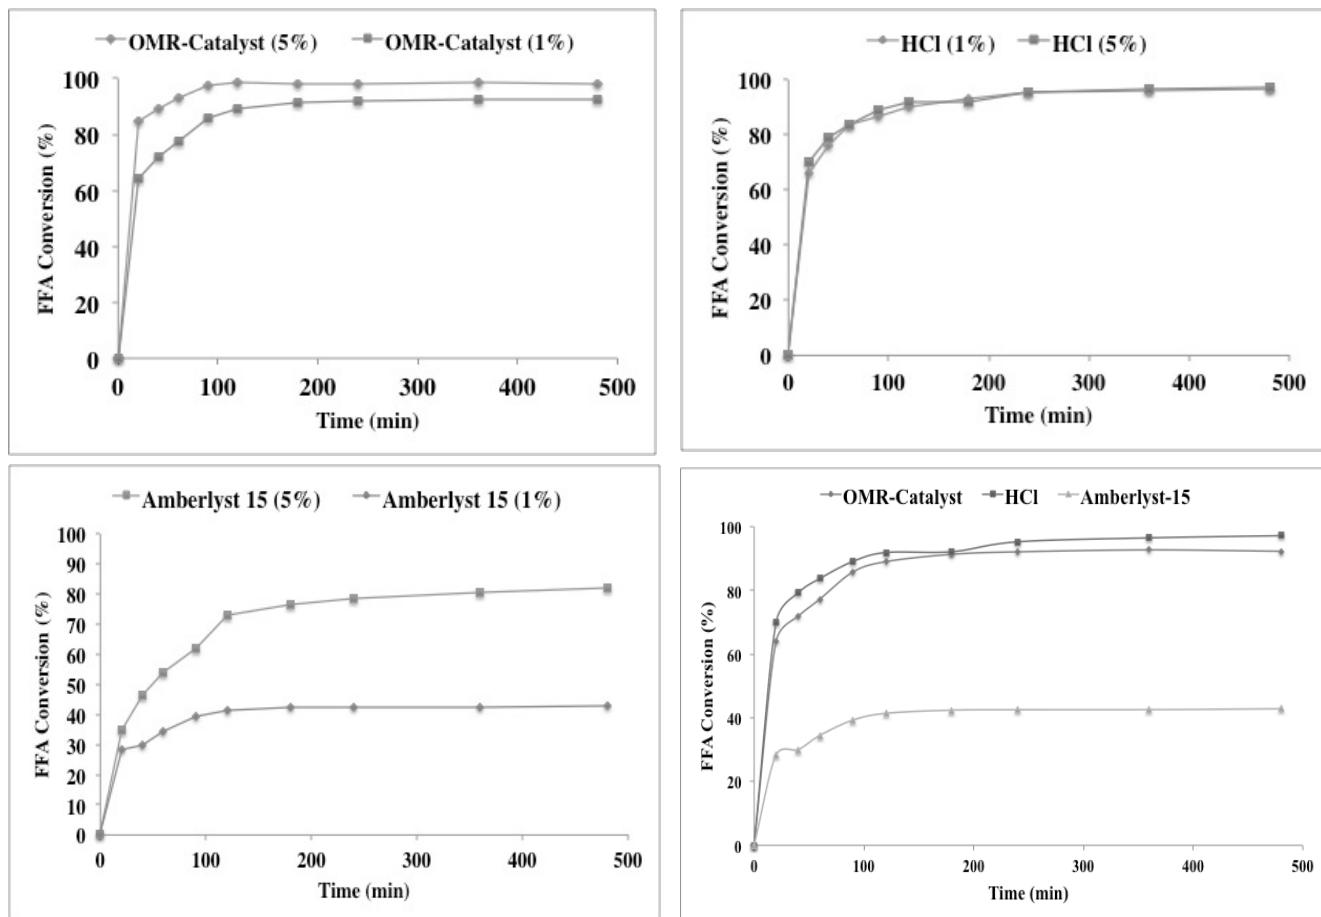 OMR-Catalyst (5%) OMR-Catalyst (1%)
100
80
60
40
20
0
FFA Conversion (%)
0 100 200 300 400 500
Time (min)
HCl (1%) HCl (5%)
100
80
60
40
20
0
FFA Conversion (%)
0 100 200 300 400 500
Time (min)
Amberlyst 15 (5%) Amberlyst 15 (1%)
100
90
80
70
60
50
40
30
20
10
0
FFA Conversion (%)
0 100 200 300 400 500
Time (min)
OMR-Catalyst HCl Amberlyst-15
100
80
60
40
20
0
FFA Conversion (%)
0 100 200 300 400 500
Time (min)